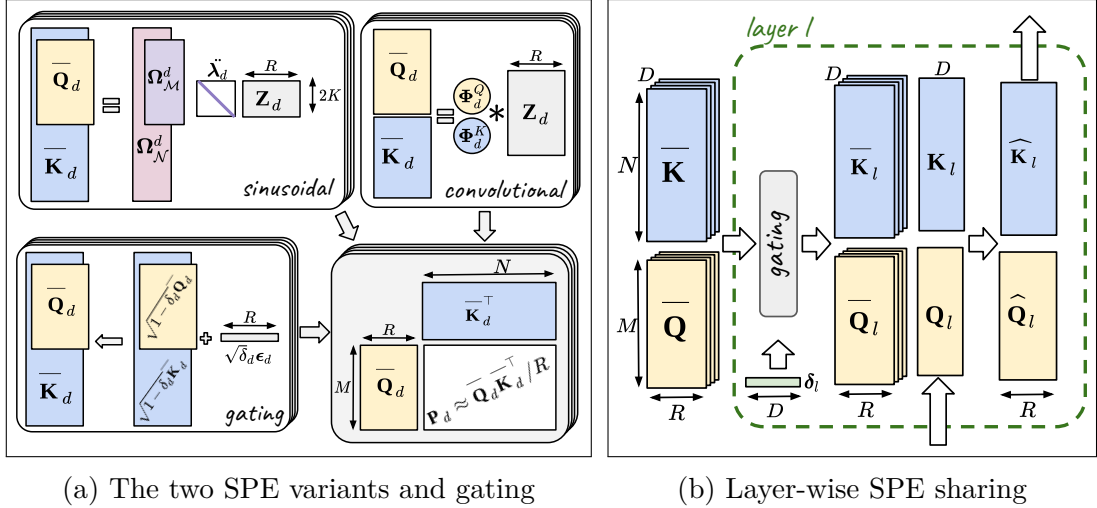 Q̅_d
K̅_d
=
Ω^d_M
Ω^d_N
λ̈_d
R
Z_d
2K
sinusoidal
Q̅_d
K̅_d
=
Φ^Q_d
Φ^K_d
*
R
Z_d
convolutional
Q̅_d
K̅_d
√1−δ_d Q̅_d
√1−δ_d K̅_d
+
R
√δ_d ϵ_d
gating
N
K̅_d^⊤
R
M
Q̅_d
P_d ≈ Q̅_d K̅_d^⊤/R
(a) The two SPE variants and gating
layer l
D
N
K̅
M
Q̅
R
gating
δ_l
D
D
K̅_l
Q̅_l
R
D
K_l
Q_l
K̂_l
Q̂_l
R
(b) Layer-wise SPE sharing